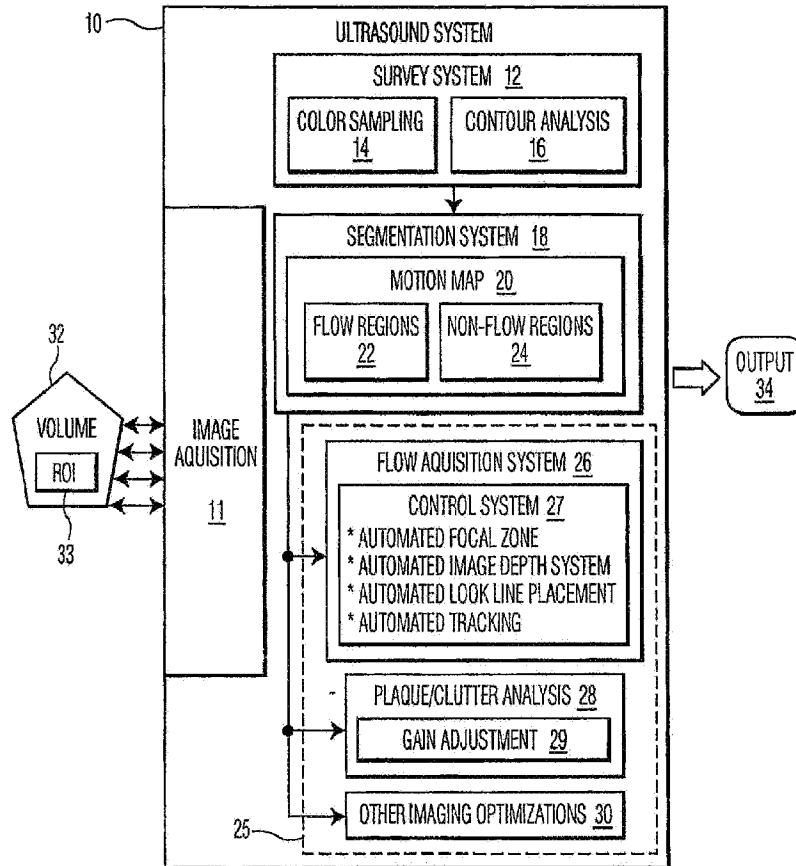 10
ULTRASOUND SYSTEM
SURVEY SYSTEM 12
COLOR SAMPLING
14
CONTOUR ANALYSIS
16
SEGMENTATION SYSTEM 18
MOTION MAP 20
FLOW REGIONS
22
NON-FLOW REGIONS
24
32
VOLUME
ROI
33
IMAGE
AQUISITION
11
OUTPUT
34
FLOW AQUISITION SYSTEM 26
CONTROL SYSTEM 27
* AUTOMATED FOCAL ZONE
* AUTOMATED IMAGE DEPTH SYSTEM
* AUTOMATED LOOK LINE PLACEMENT
* AUTOMATED TRACKING
PLAQUE/CLUTTER ANALYSIS 28
GAIN ADJUSTMENT 29
OTHER IMAGING OPTIMIZATIONS 30
25